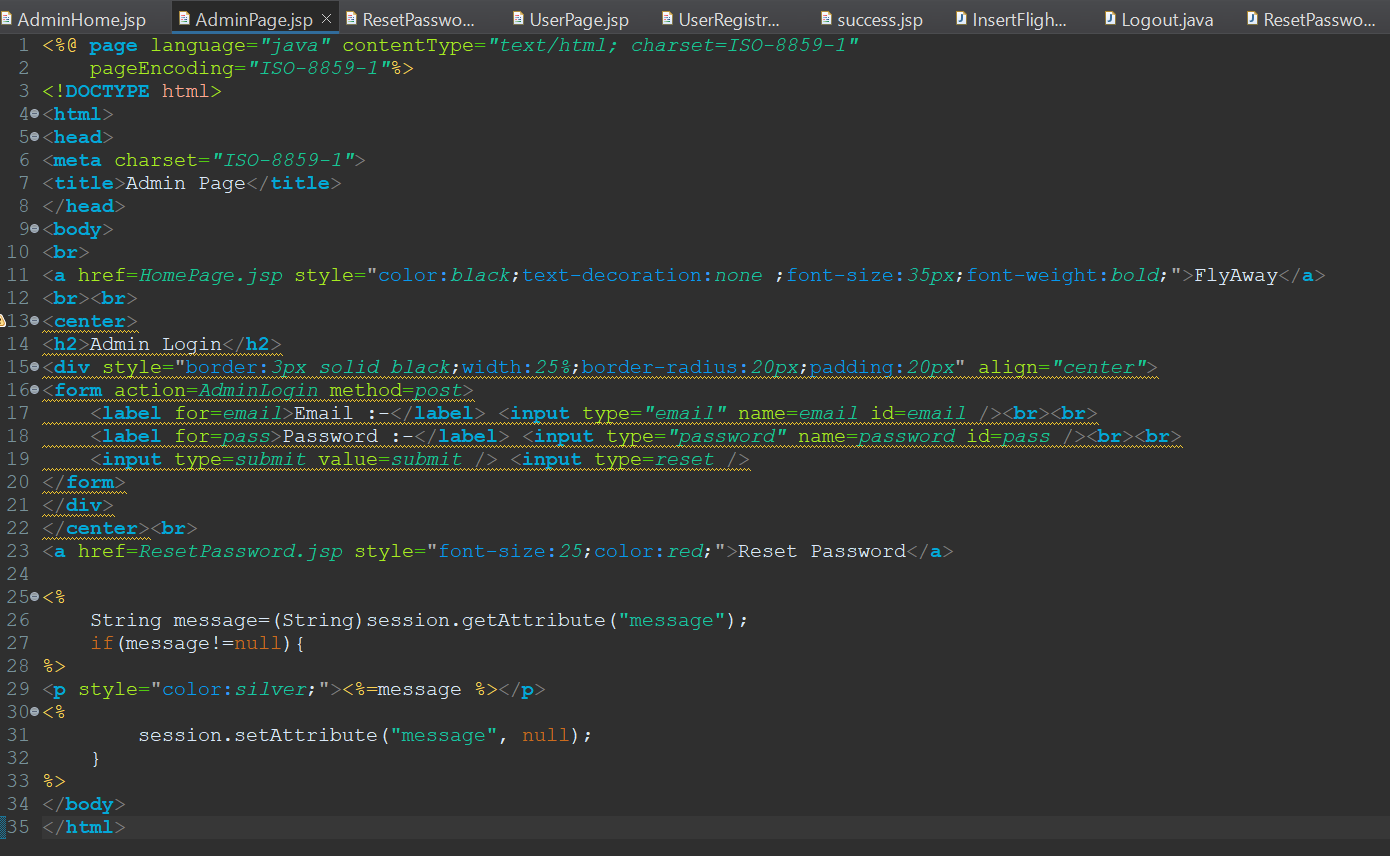 AdminHome.jsp AdminPage.jsp × ResetPasswo... UserPage.jsp UserRegistr... success.jsp InsertFligh... Logout.java ResetPasswo...
1 <%@ page language="java" contentType="text/html; charset=ISO-8859-1"
2     pageEncoding="ISO-8859-1"%>
3 <!DOCTYPE html>
4 <html>
5 <head>
6 <meta charset="ISO-8859-1">
7 <title>Admin Page</title>
8 </head>
9 <body>
10 <br>
11 <a href=HomePage.jsp style="color:black;text-decoration:none ;font-size:35px;font-weight:bold;">FlyAway</a>
12 <br><br>
13 <center>
14 <h2>Admin Login</h2>
15 <div style="border:3px solid black;width:25%;border-radius:20px;padding:20px" align="center">
16 <form action=AdminLogin method=post>
17     <label for=email>Email :-</label> <input type="email" name=email id=email /><br><br>
18     <label for=pass>Password :-</label> <input type="password" name=password id=pass /><br><br>
19     <input type=submit value=submit /> <input type=reset />
20 </form>
21 </div>
22 </center><br>
23 <a href=ResetPassword.jsp style="font-size:25;color:red;">Reset Password</a>
24
25 <%
26     String message=(String)session.getAttribute("message");
27     if(message!=null){
28 %>
29 <p style="color:silver;"><%=message %></p>
30 <%
31         session.setAttribute("message", null);
32     }
33 %>
34 </body>
35 </html>